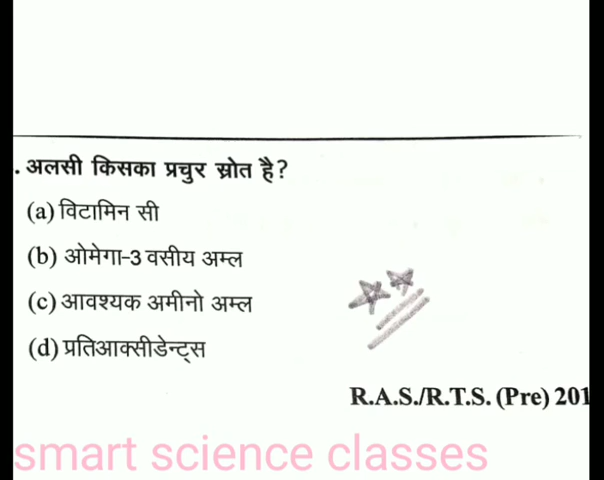 . अलसी किसका प्रचुर स्रोत है?
(a) विटामिन सी
(b) ओमेगा-3 वसीय अम्ल
(c) आवश्यक अमीनो अम्ल
(d) प्रतिआक्सीडेन्ट्स
R.A.S./R.T.S. (Pre) 201
smart science classes